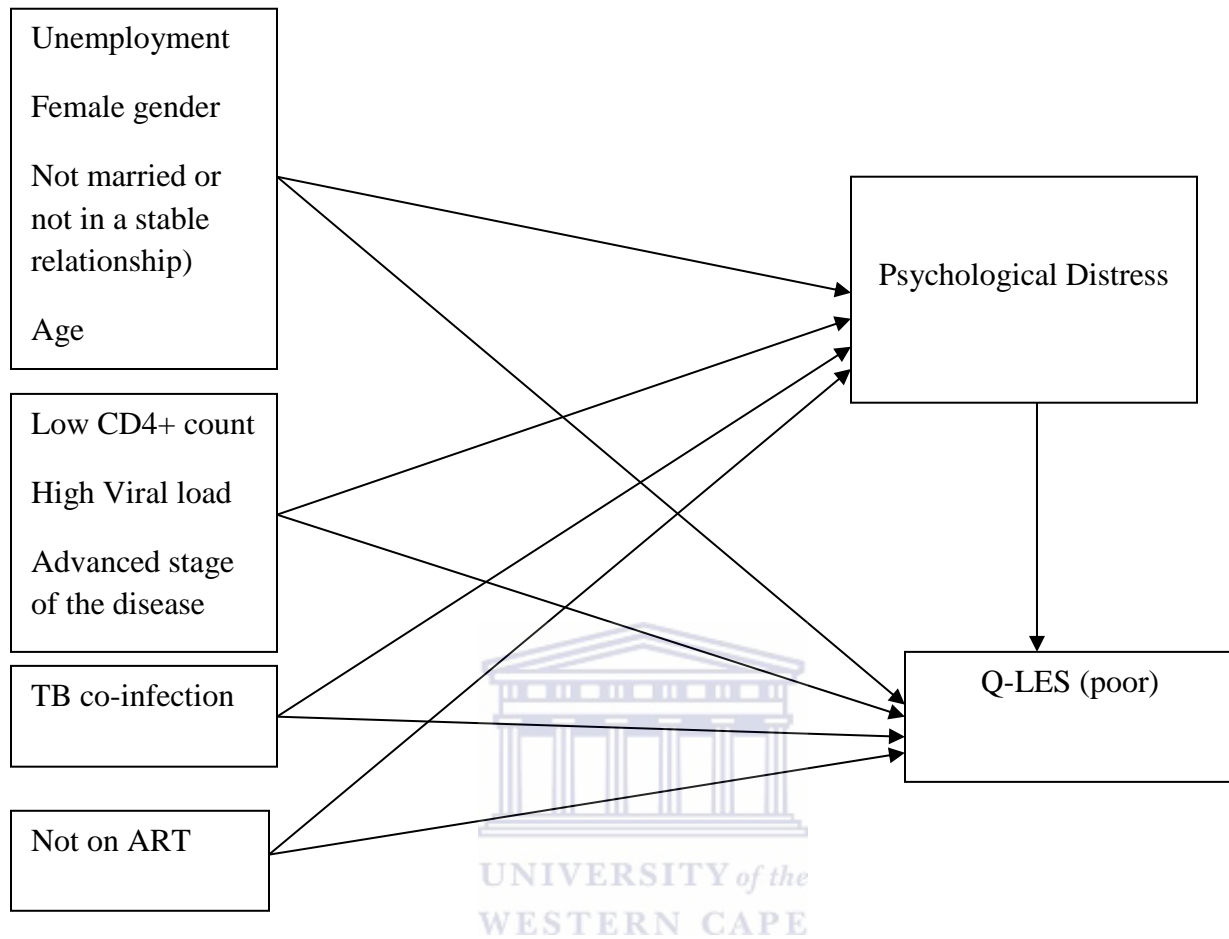 Unemployment
Female gender
Not married or
not in a stable
relationship)
Age
Low CD4+ count
High Viral load
Advanced stage
of the disease
TB co-infection
Not on ART
Psychological Distress
Q-LES (poor)
UNIVERSITY of the
WESTERN CAPE